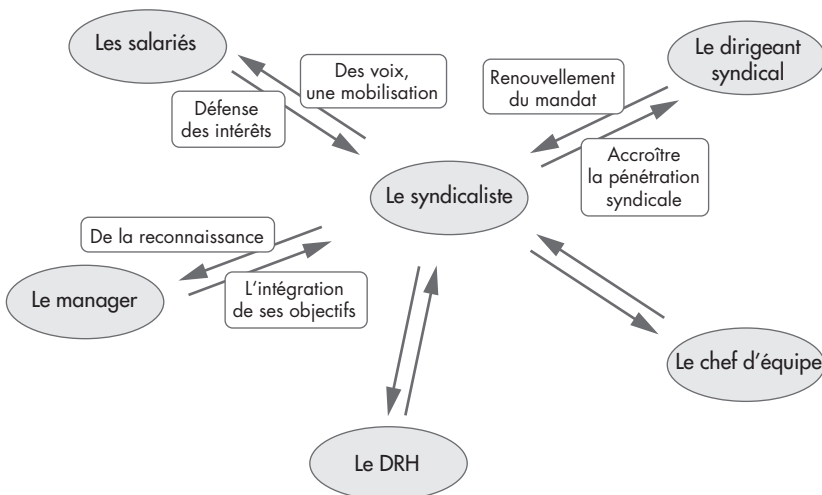 Les salariés
Des voix,
une mobilisation
Défense
des intérêts
Le dirigeant
syndical
Renouvellement
du mandat
Accroître
la pénétration
syndicale
Le syndicaliste
De la reconnaissance
Le manager
L'intégration
de ses objectifs
Le chef d'équipe
Le DRH